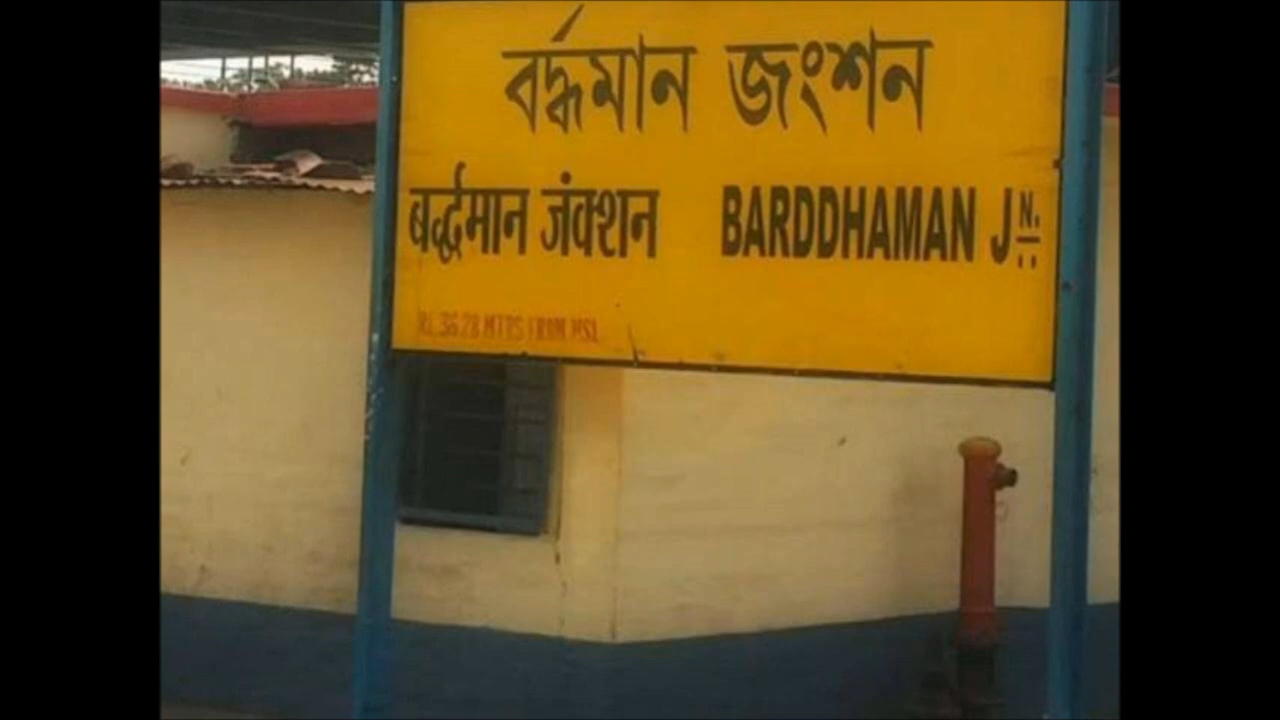 বর্দ্ধমান জংশন
बर्द्धमान जंक्शन BARDDHAMAN JN.
RL.36.28 MTRS FROM MSL